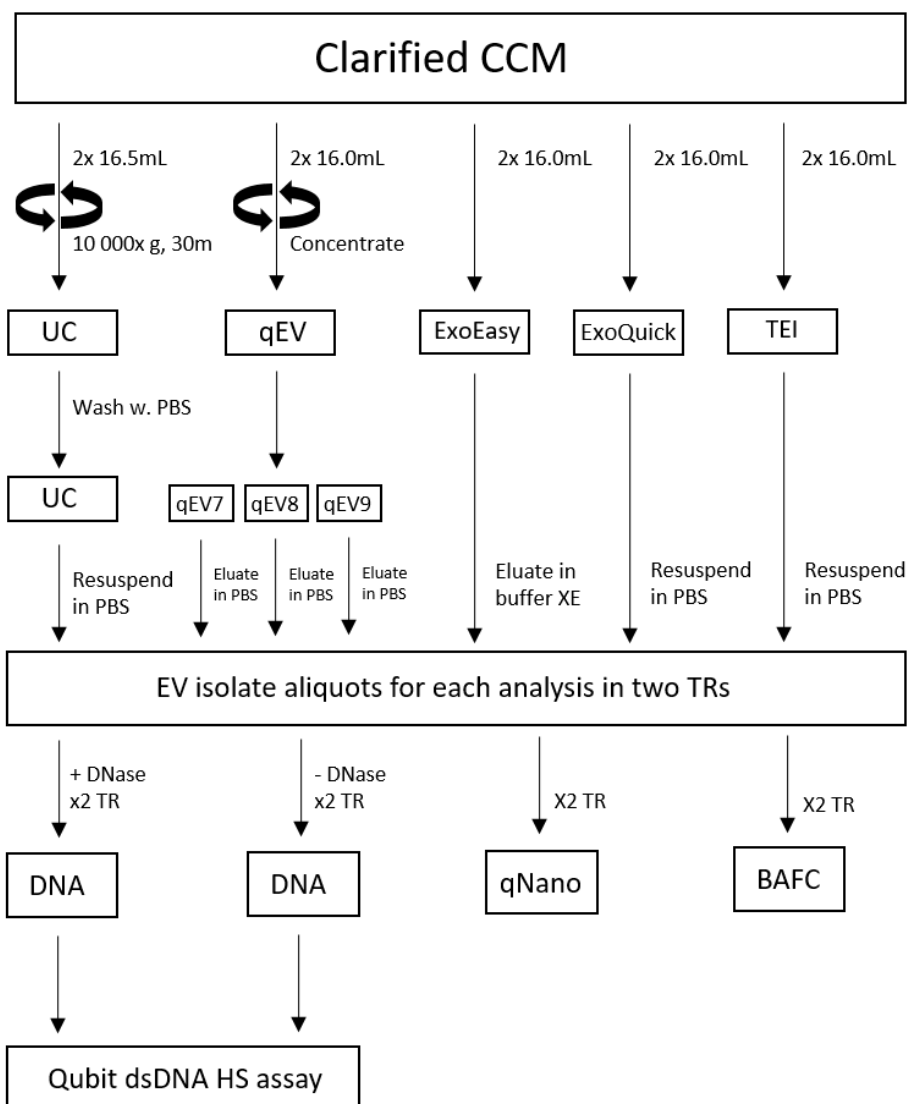 Clarified CCM
2x 16.5mL
2x 16.0mL
2x 16.0mL
2x 16.0mL
2x 16.0mL
10 000x g, 30m
Concentrate
UC
qEV
ExoEasy
ExoQuick
TEI
Wash w. PBS
UC
qEV7
qEV8
qEV9
Resuspend
in PBS
Eluate
in PBS
Eluate
in PBS
Eluate
in PBS
Eluate in
buffer XE
Resuspend
in PBS
Resuspend
in PBS
EV isolate aliquots for each analysis in two TRs
+ DNase
x2 TR
- DNase
x2 TR
X2 TR
X2 TR
DNA
DNA
qNano
BAFC
Qubit dsDNA HS assay